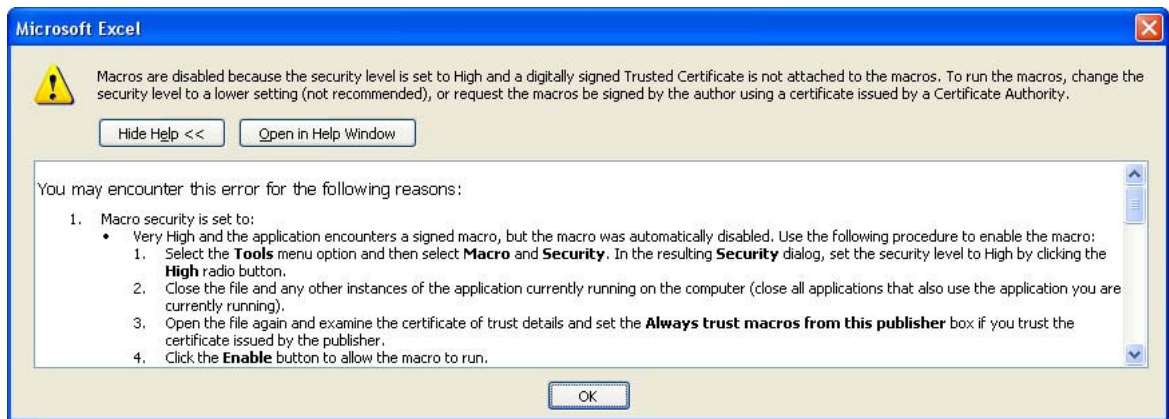 Microsoft Excel
Macros are disabled because the security level is set to High and a digitally signed Trusted Certificate is not attached to the macros. To run the macros, change the
security level to a lower setting (not recommended), or request the macros be signed by the author using a certificate issued by a Certificate Authority.
Hide Help << Open in Help Window
You may encounter this error for the following reasons:
1. Macro security is set to:
• Very High and the application encounters a signed macro, but the macro was automatically disabled. Use the following procedure to enable the macro:
1. Select the Tools menu option and then select Macro and Security. In the resulting Security dialog, set the security level to High by clicking the
High radio button.
2. Close the file and any other instances of the application currently running on the computer (close all applications that also use the application you are
currently running).
3. Open the file again and examine the certificate of trust details and set the Always trust macros from this publisher box if you trust the
certificate issued by the publisher.
4. Click the Enable button to allow the macro to run.
OK